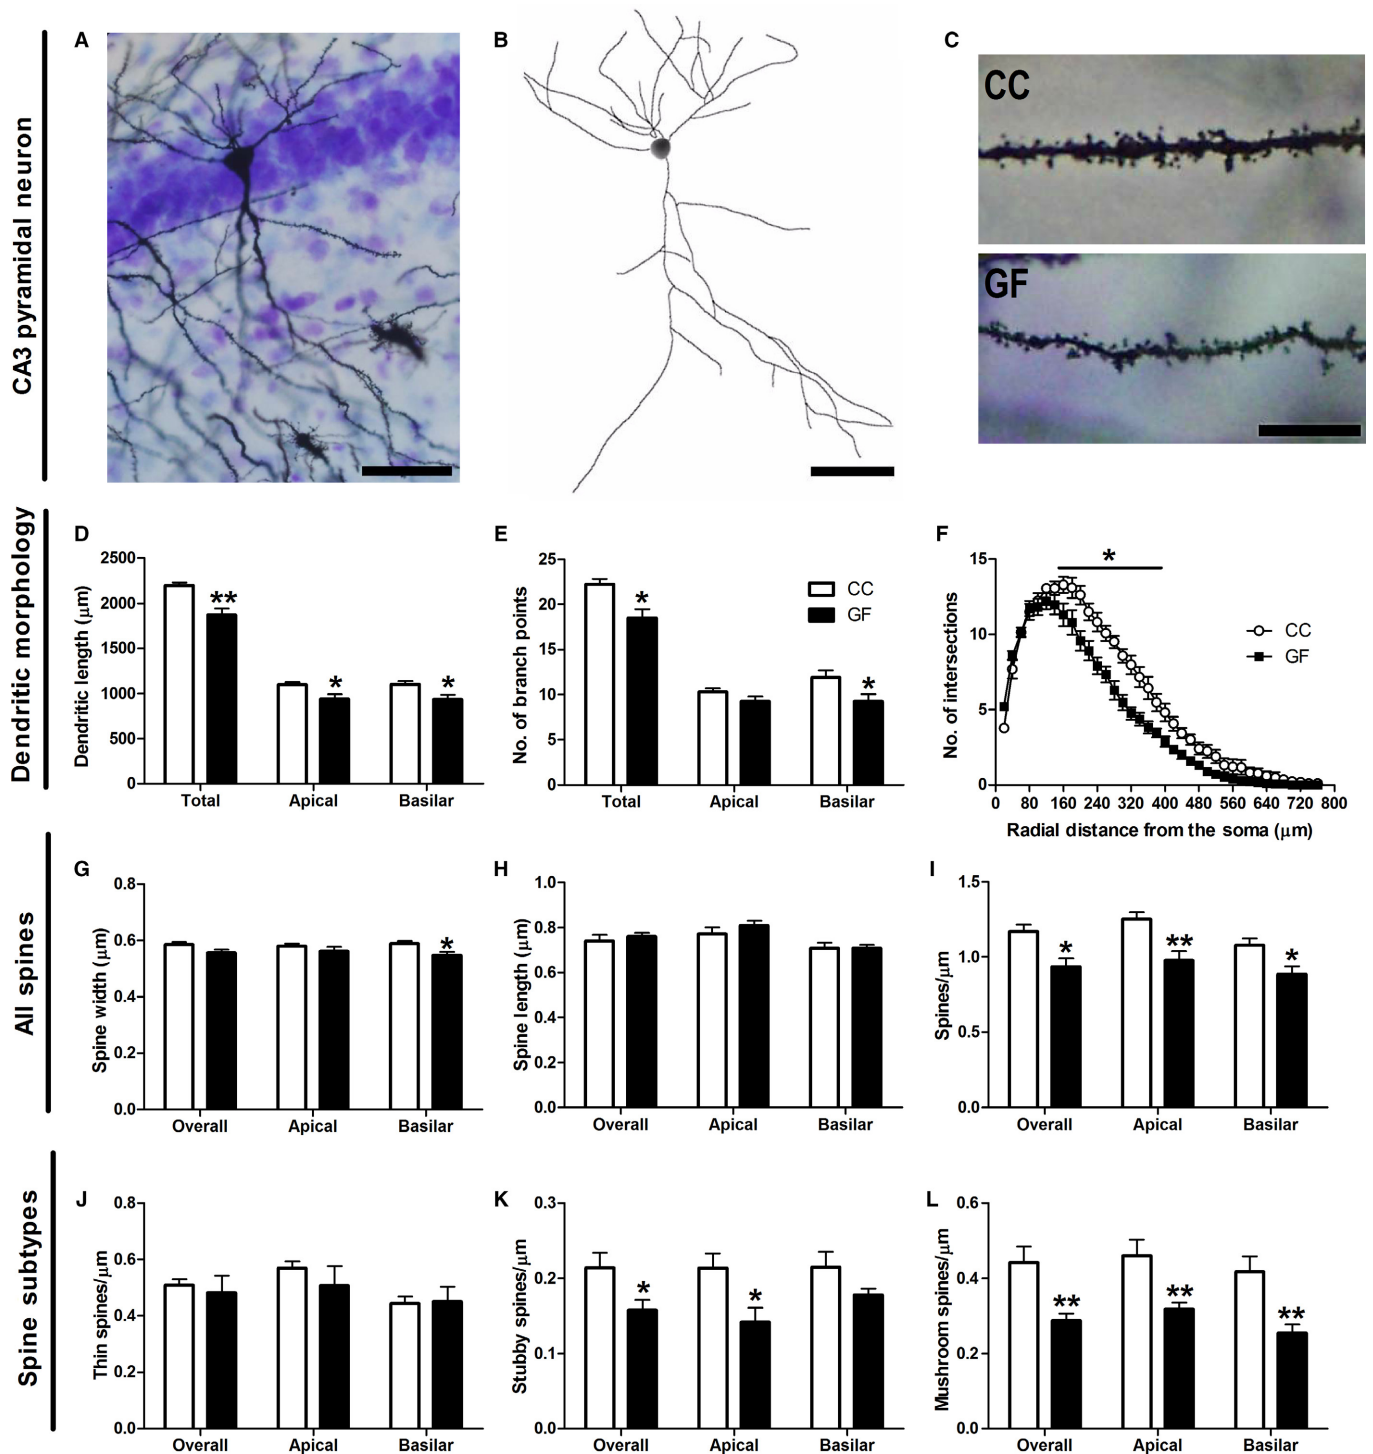 CA3 pyramidal neuron
A
B
C
CC
GF
Dendritic morphology
D
Dendritic length (μm)
2500
2000
1500
1000
500
0
**
*
*
Total
Apical
Basilar
E
No. of branch points
25
20
15
10
5
0
*
*
CC
GF
Total
Apical
Basilar
F
No. of intersections
15
10
5
0
*
CC
GF
0
80
160
240
320
400
480
560
640
720
800
Radial distance from the soma (μm)
All spines
G
Spine width (μm)
0.8
0.6
0.4
0.2
0.0
*
Overall
Apical
Basilar
H
Spine length (μm)
1.0
0.8
0.6
0.4
0.2
0.0
Overall
Apical
Basilar
I
Spines/μm
1.5
1.0
0.5
0.0
*
**
*
Overall
Apical
Basilar
Spine subtypes
J
Thin spines/μm
0.8
0.6
0.4
0.2
0.0
Overall
Apical
Basilar
K
Stubby spines/μm
0.3
0.2
0.1
0.0
*
*
Overall
Apical
Basilar
L
Mushroom spines/μm
0.6
0.4
0.2
0.0
**
**
**
Overall
Apical
Basilar